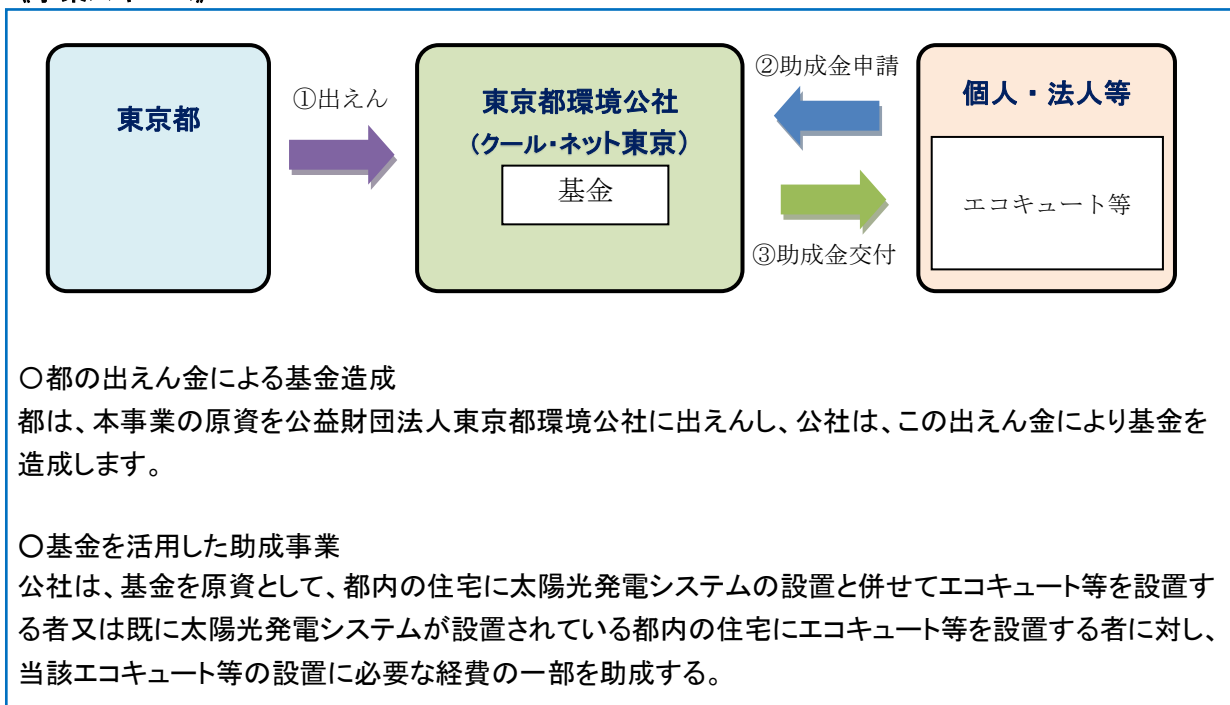 東京都
①出えん
東京都環境公社
(クール・ネット東京)
基金
②助成金申請
③助成金交付
個人・法人等
エコキュート等
〇都の出えん金による基金造成
都は、本事業の原資を公益財団法人東京都環境公社に出えんし、公社は、この出えん金により基金を
造成します。
〇基金を活用した助成事業
公社は、基金を原資として、都内の住宅に太陽光発電システムの設置と併せてエコキュート等を設置す
る者又は既に太陽光発電システムが設置されている都内の住宅にエコキュート等を設置する者に対し、
当該エコキュート等の設置に必要な経費の一部を助成する。